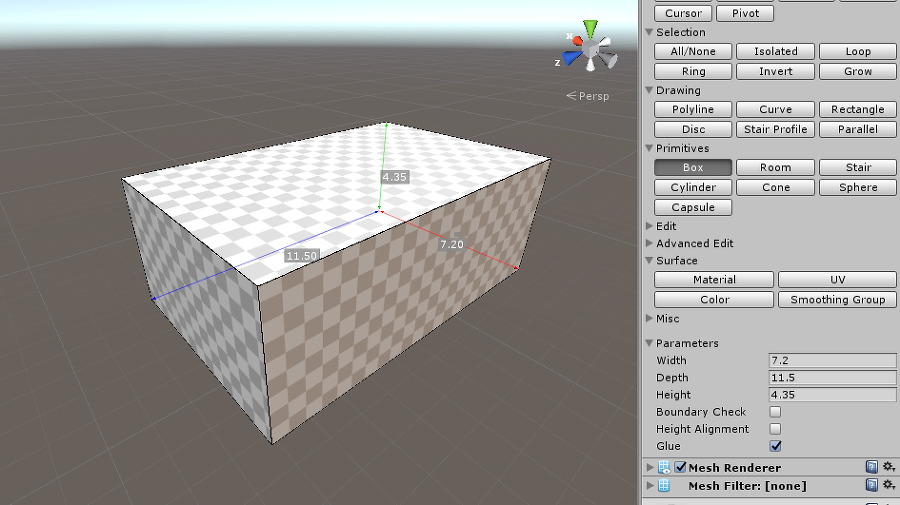 x
z
Persp
4.35
11.50
7.20
Cursor Pivot
Selection
All/None Isolated Loop
Ring Invert Grow
Drawing
Polyline Curve Rectangle
Disc Stair Profile Parallel
Primitives
Box Room Stair
Cylinder Cone Sphere
Capsule
Edit
Advanced Edit
Surface
Material UV
Color Smoothing Group
Misc
Parameters
Width 7.2
Depth 11.5
Height 4.35
Boundary Check
Height Alignment
Glue
Mesh Renderer
Mesh Filter: [none]